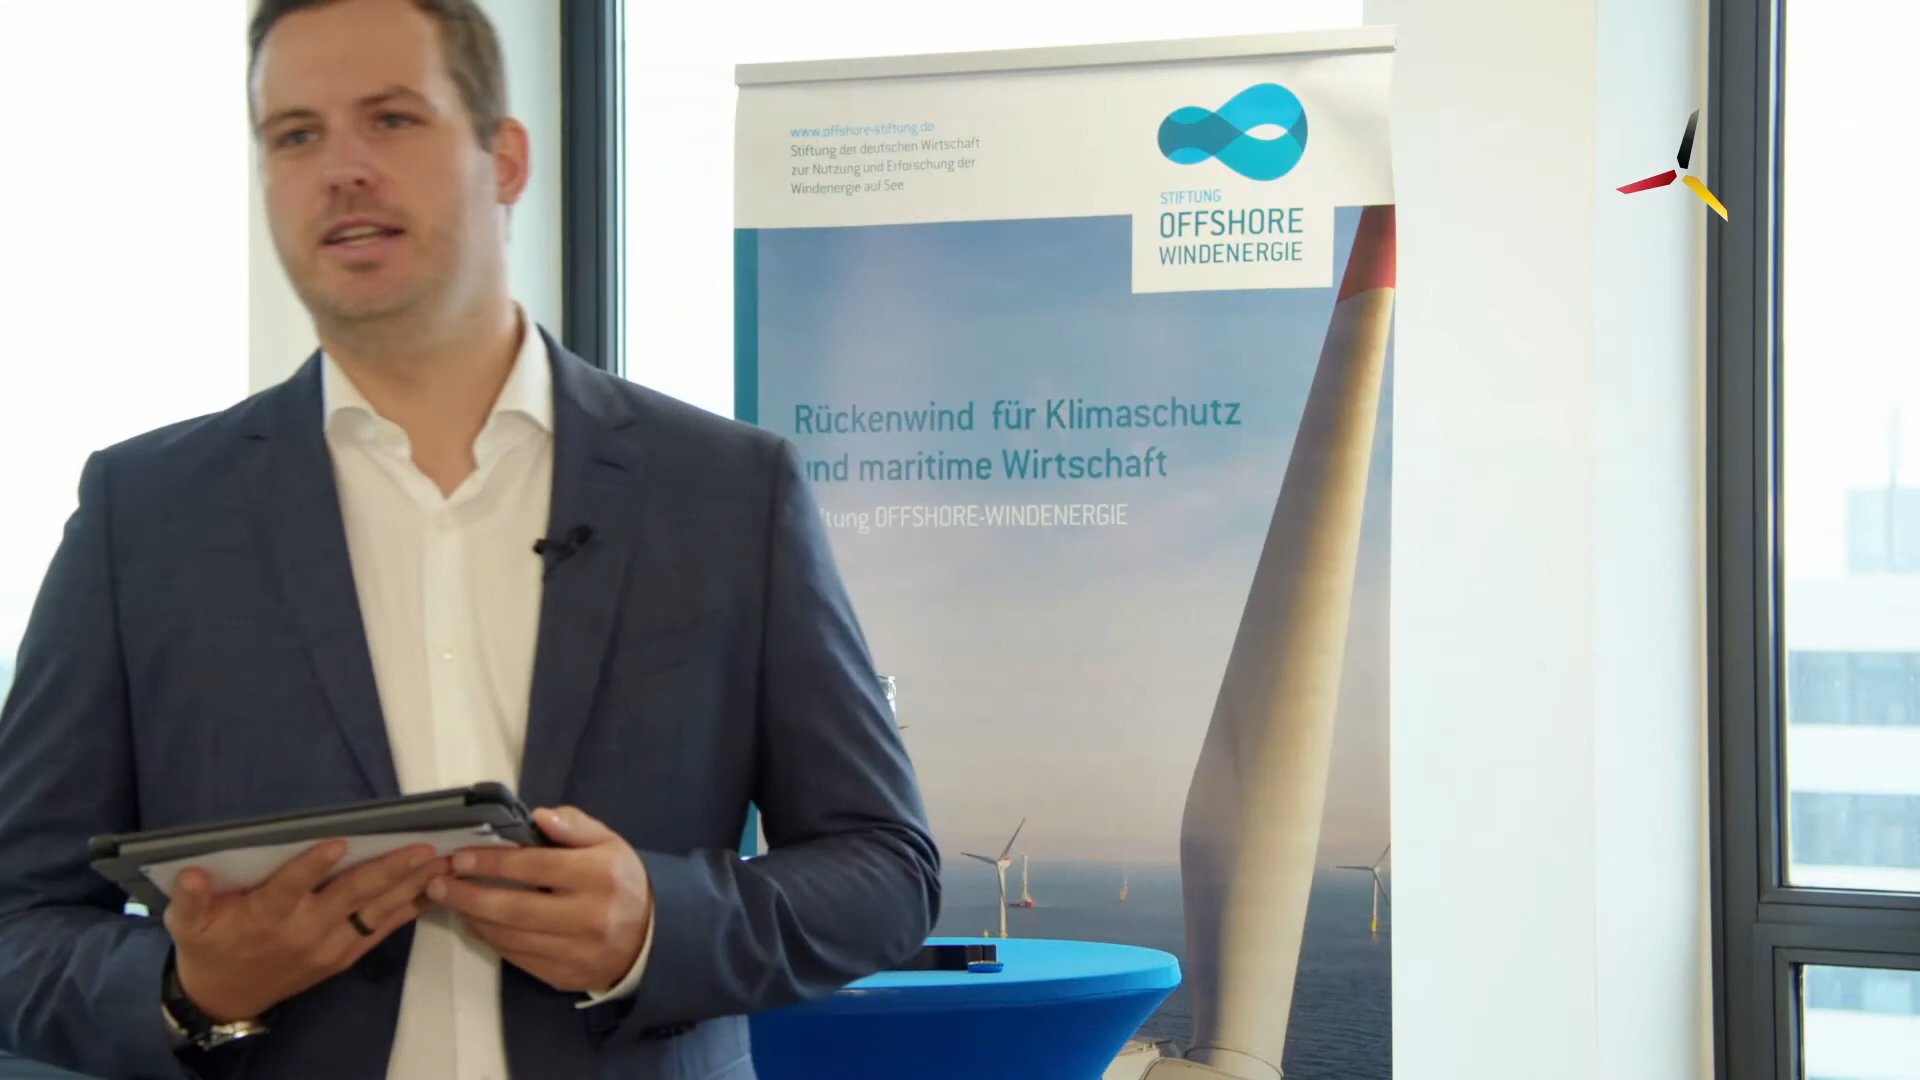 www.offshore-stiftung.de
Stiftung der deutschen Wirtschaft
zur Nutzung und Erforschung der
Windenergie auf See
STIFTUNG
OFFSHORE
WINDENERGIE
Rückenwind für Klimaschutz
und maritime Wirtschaft
Stiftung OFFSHORE-WINDENERGIE